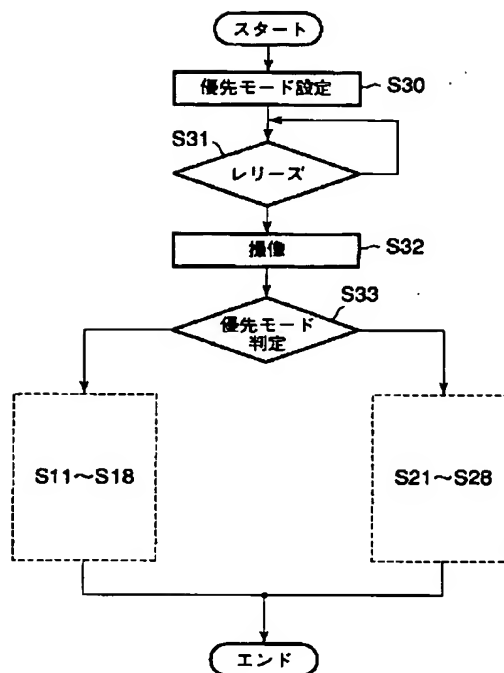 スタート
優先モード設定
S30
S31
レリーズ
撮像
S32
S33
優先モード
判定
S11～S18
S21～S28
エンド